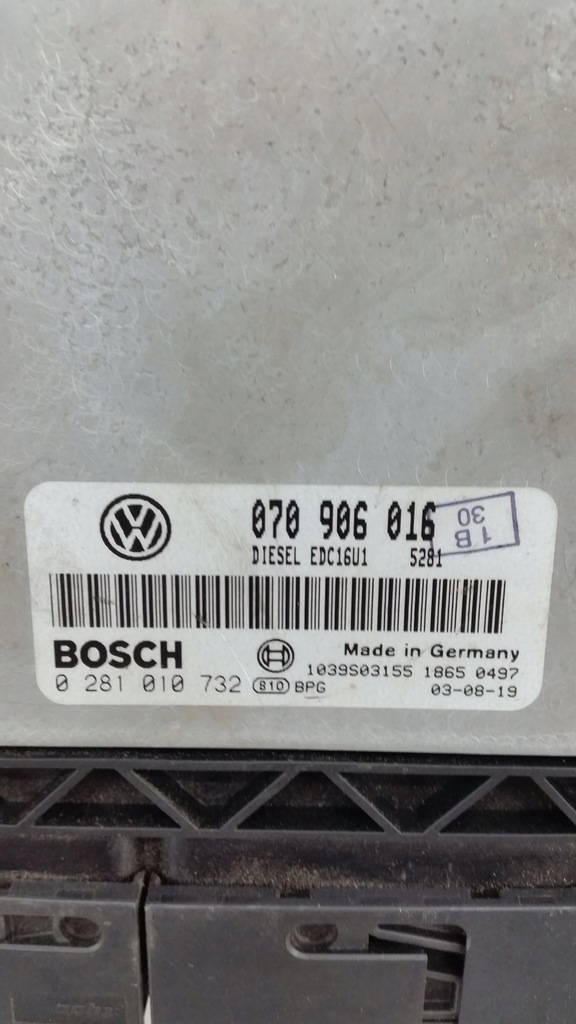 070 906 016
DIESEL EDC16U1 5281
1B
30
BOSCH
Made in Germany
0 281 010 732
S10 BPG
1039S03155 1865 0497
03-08-19